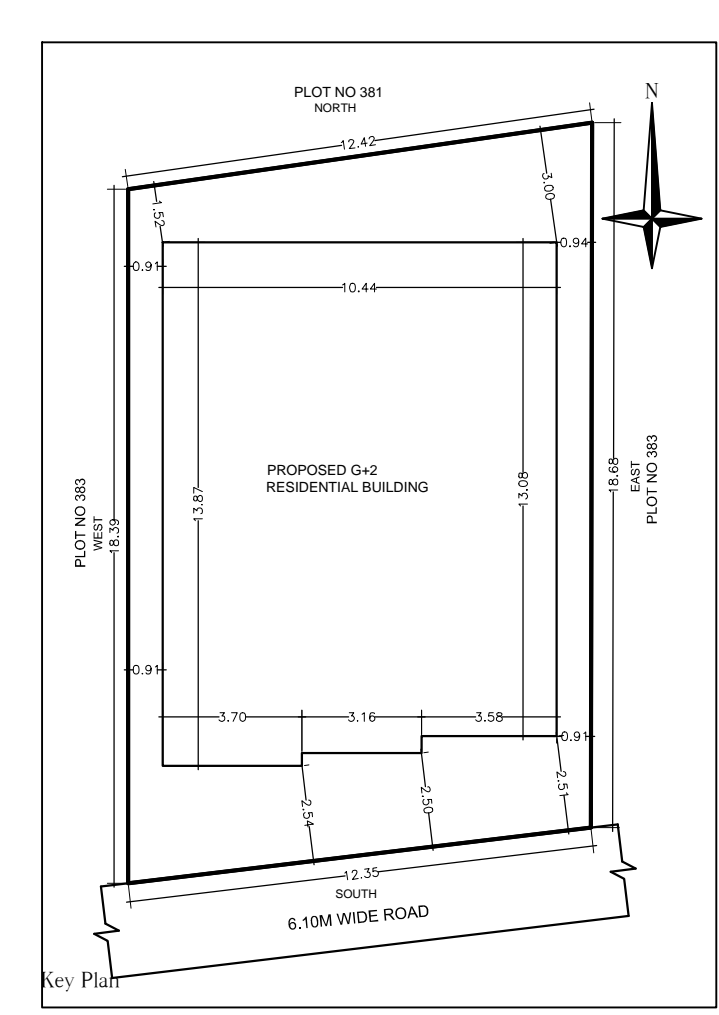 PLOT NO 381
NORTH
N
12.42
3.00
1.52
0.94
0.91
10.44
PROPOSED G+2
RESIDENTIAL BUILDING
13.87
13.08
18.68
EAST
PLOT NO 383
PLOT NO 383
WEST
18.39
0.91
3.70
3.16
3.58
0.91
2.54
2.50
2.51
12.35
SOUTH
6.10M WIDE ROAD
Key Plan